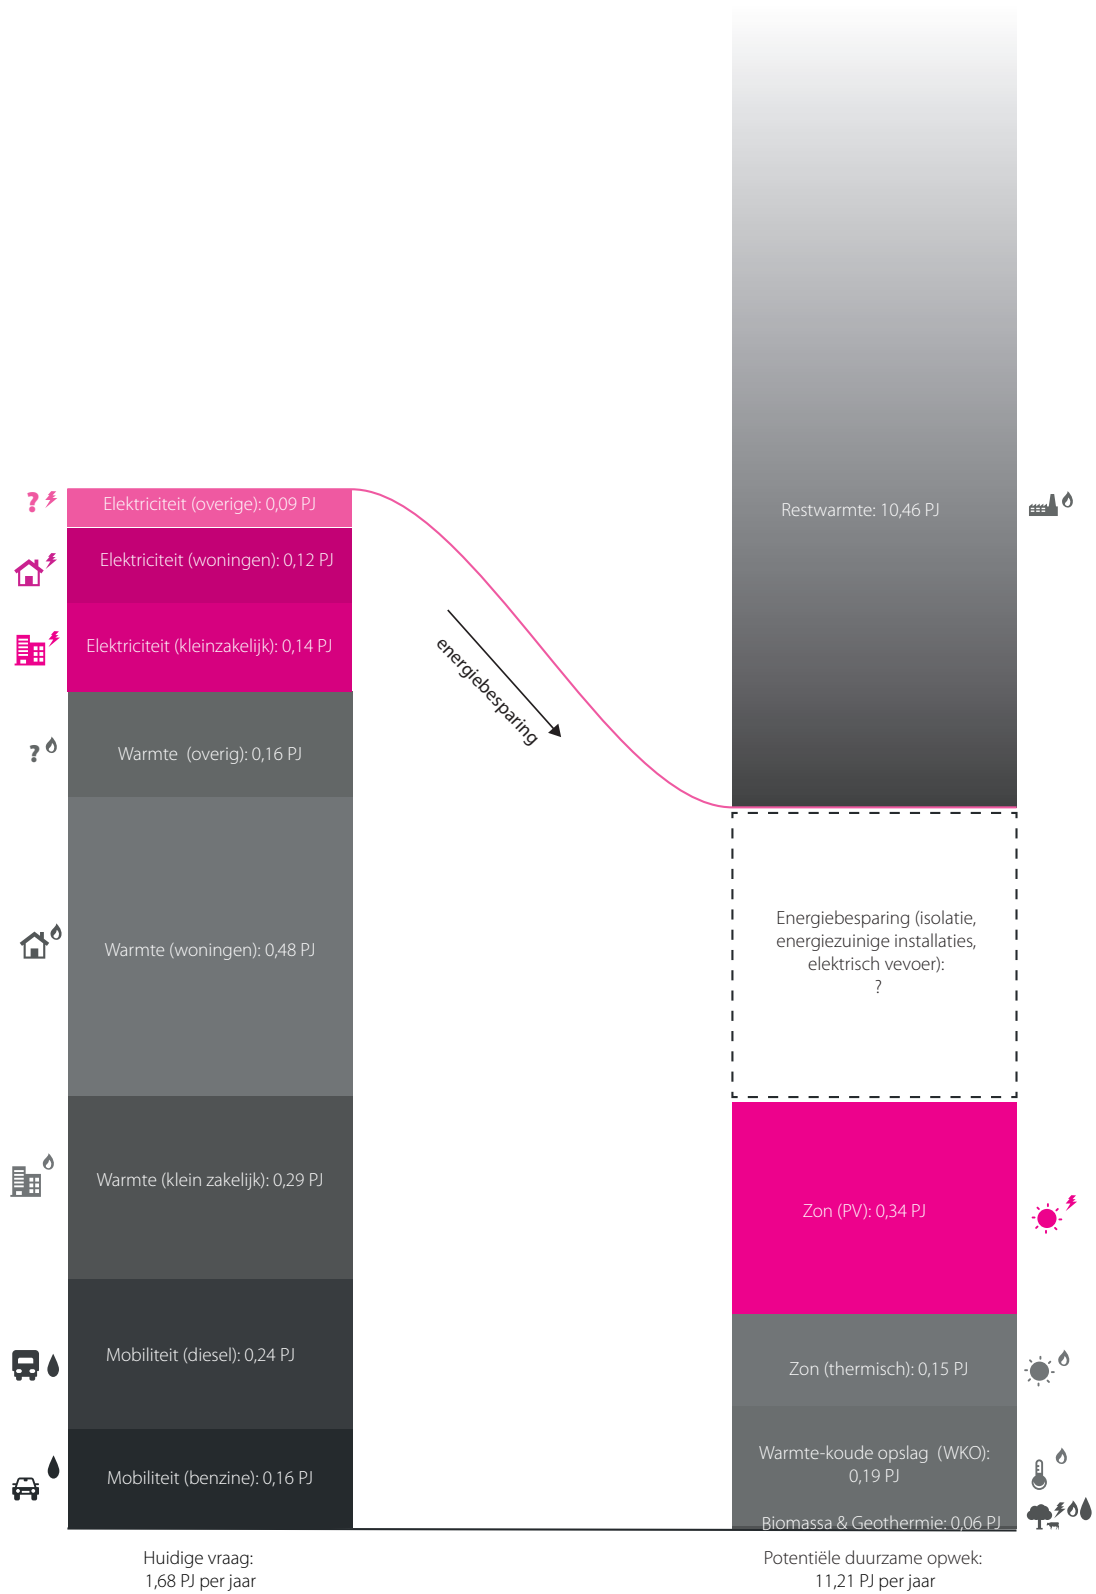 Elektriciteit (overige): 0,09 PJ
Elektriciteit (woningen): 0,12 PJ
Elektriciteit (kleinzakelijk): 0,14 PJ
Warmte (overig): 0,16 PJ
Warmte (woningen): 0,48 PJ
Warmte (klein zakelijk): 0,29 PJ
Mobiliteit (diesel): 0,24 PJ
Mobiliteit (benzine): 0,16 PJ
Huidige vraag:
1,68 PJ per jaar
energiebesparing
Restwarmte: 10,46 PJ
Energiebesparing (isolatie,
energiezuinige installaties,
elektrisch vevoer):
?
Zon (PV): 0,34 PJ
Zon (thermisch): 0,15 PJ
Warmte-koude opslag (WKO):
0,19 PJ
Biomassa & Geothermie: 0,06 PJ
Potentiële duurzame opwek:
11,21 PJ per jaar
?
?